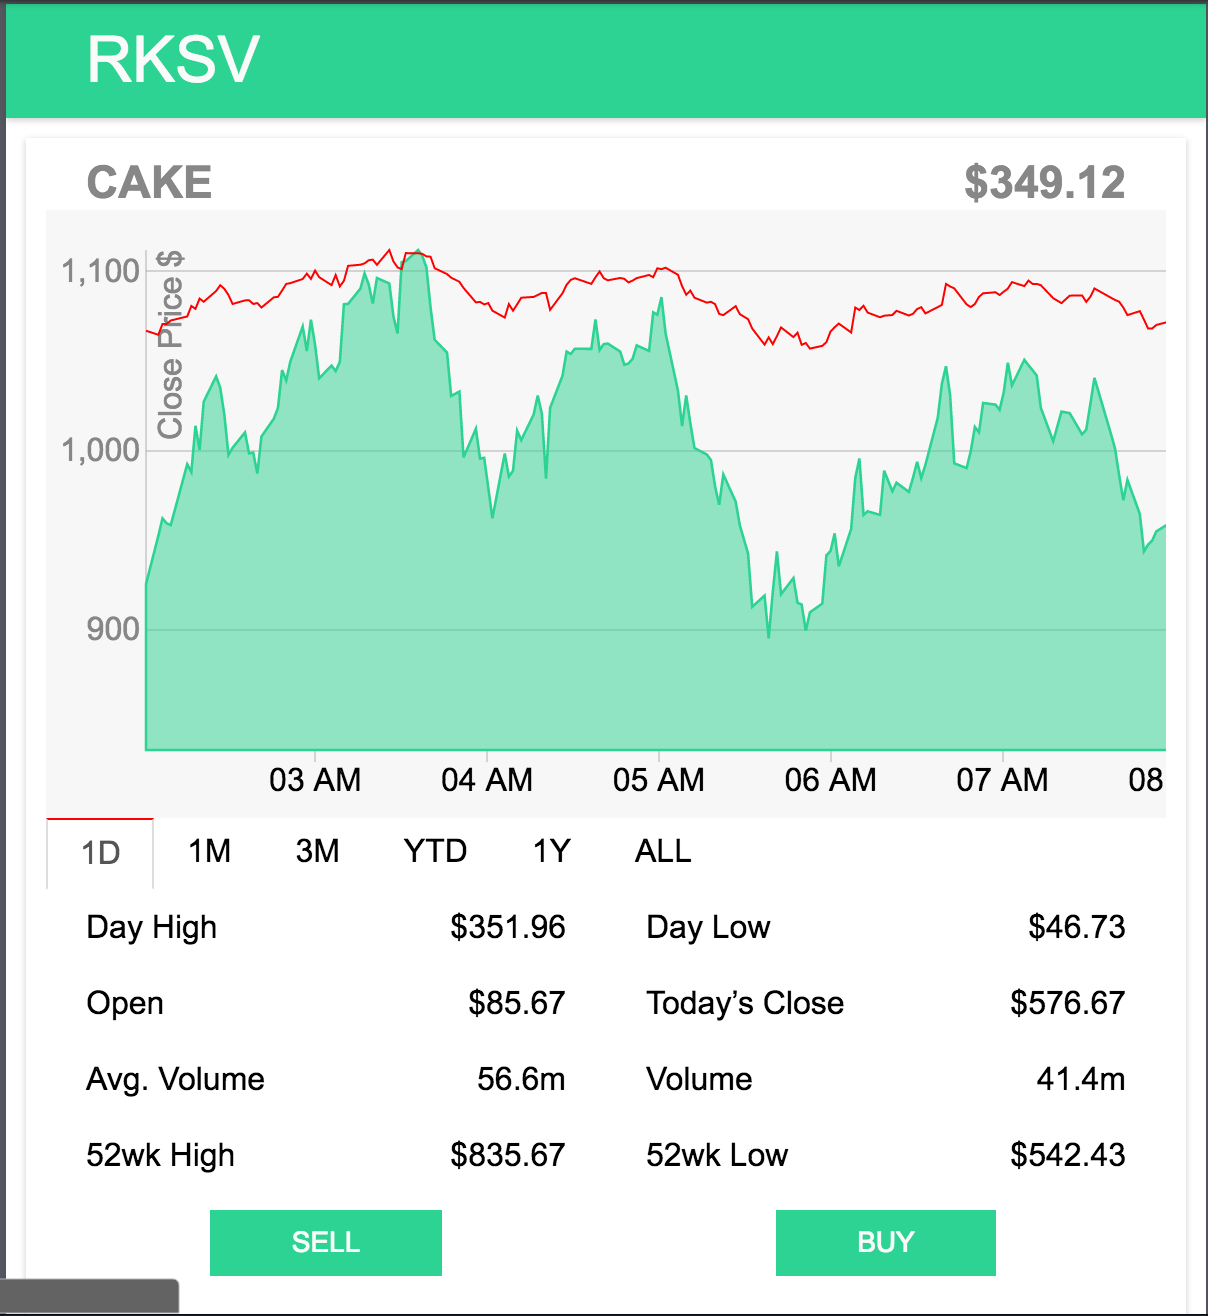 RKSV
CAKE $349.12
Close Price $
1,100
1,000
900
03 AM 04 AM 05 AM 06 AM 07 AM 08
1D 1M 3M YTD 1Y ALL
Day High $351.96 Day Low $46.73
Open $85.67 Today’s Close $576.67
Avg. Volume 56.6m Volume 41.4m
52wk High $835.67 52wk Low $542.43
SELL BUY